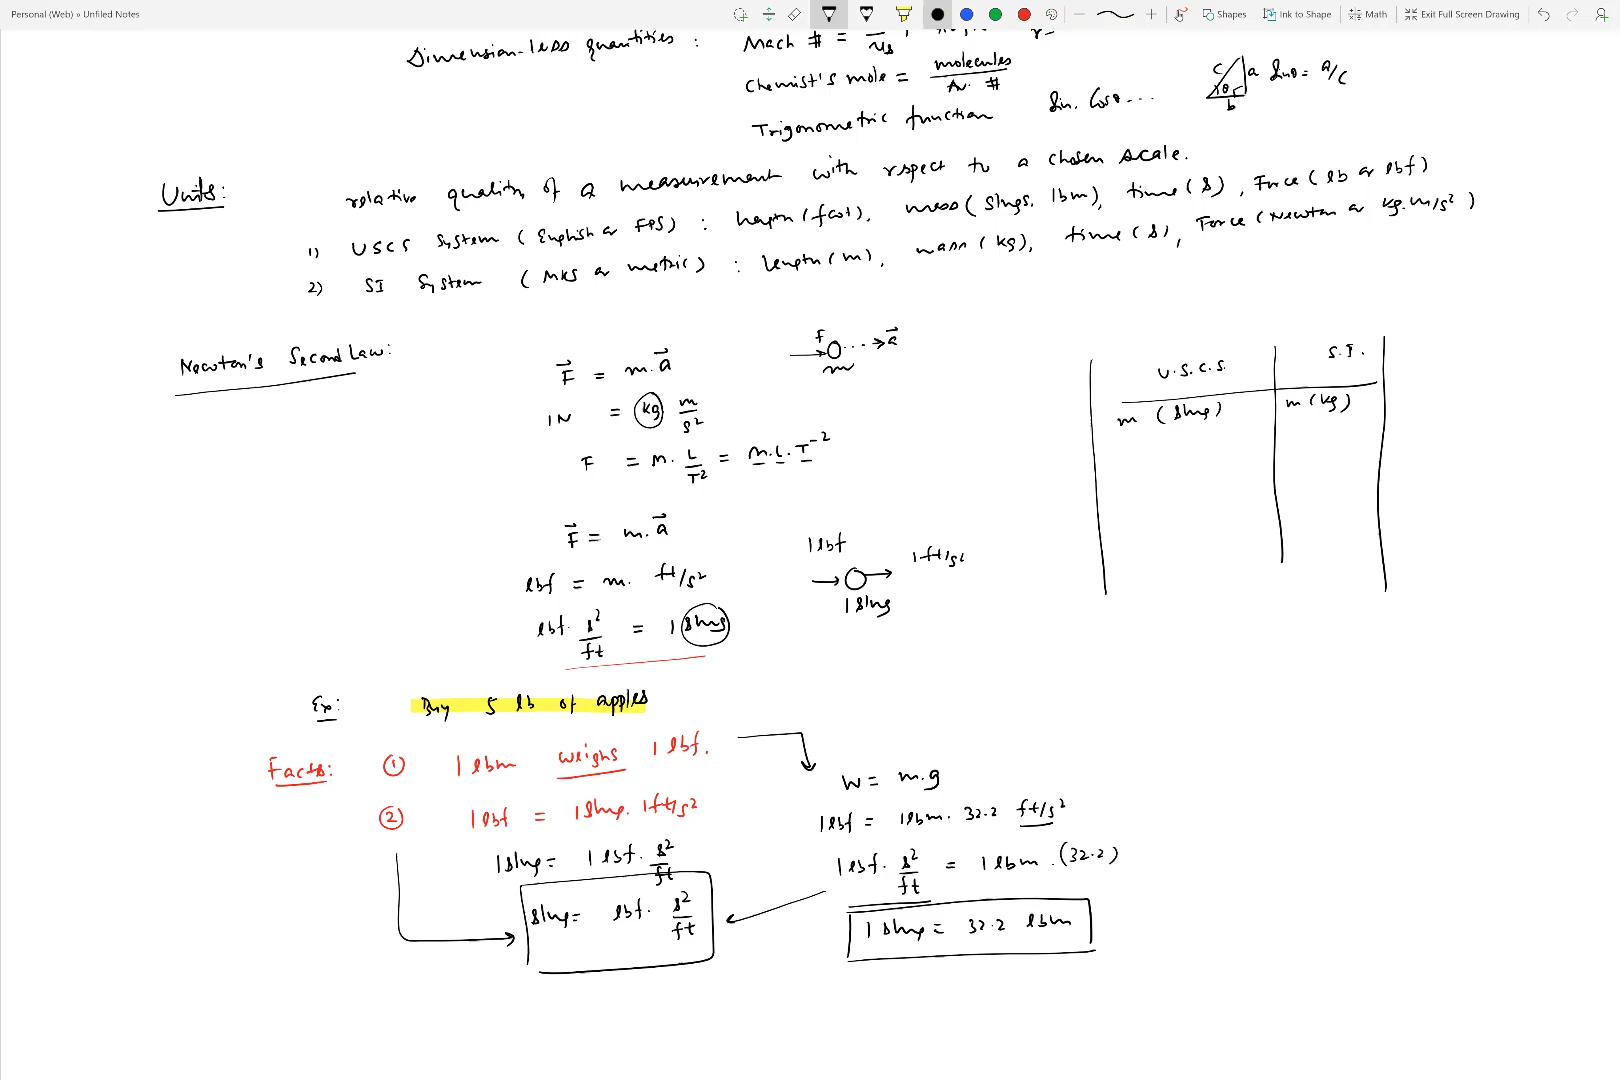 Personal (Web) » Unfiled Notes
Shapes Ink to Shape Math Exit Full Screen Drawing
Dimension-less quantities : Mach # =
Chemist's mole = molecules / Av. #
Trigonometric function Sin, Cosθ... c a θ b Sinθ = a/c
Units: relative quality of a measurement with respect to a chosen scale.
1) USCS System (English or FPS) : length (foot), mass (Slugs, lbm), time (s), Force (lb or lbf)
2) SI System (MKS or metric) : length (m), mass (kg), time (s), Force (Newton or kg.m/s²)
Newton's Second Law:
F⃗ = m.a⃗
F m a⃗
1N = kg m/s²
F = M. L/T² = M.L.T⁻²
U.S.C.S. S.I.
m (Slug) m (kg)
F⃗ = m.a⃗
lbf = m. ft/s²
lbf. s²/ft = 1 Slug
1 lbf 1 ft/s²
1 Slug
Ex: Buy 5 lb of apples
Facts: ① 1 lbm weighs 1 lbf.
② 1 lbf = 1 Slug. 1 ft/s²
1 Slug = 1 lbf. s²/ft
Slug = lbf. s²/ft
W = m.g
1 lbf = 1 lbm. 32.2 ft/s²
1 lbf. s²/ft = 1 lbm. (32.2)
1 Slug = 32.2 lbm